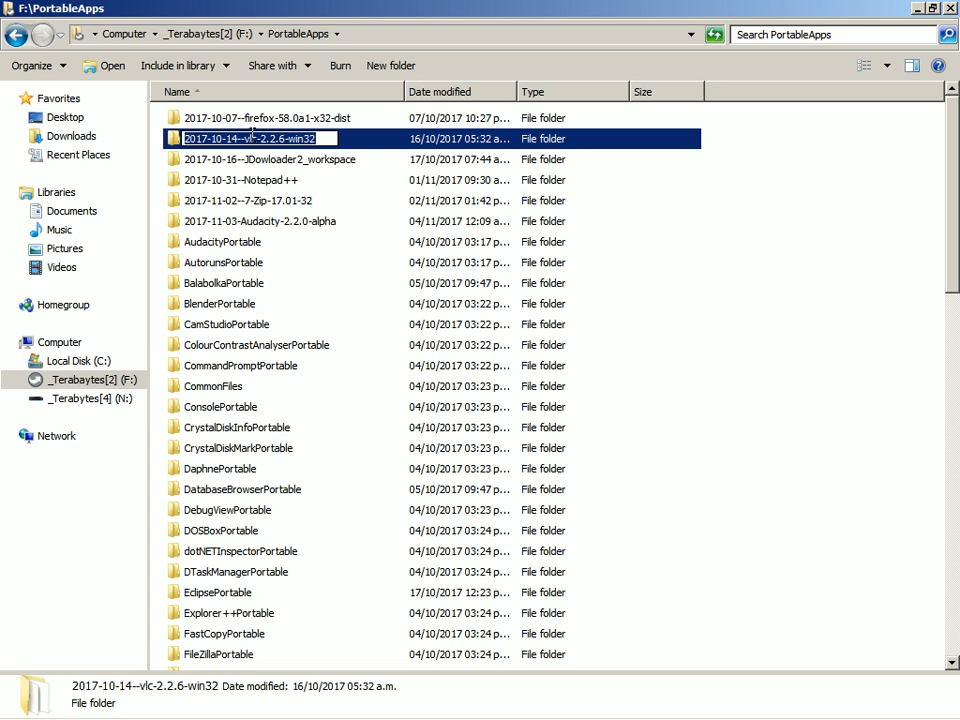 F:\PortableApps
Computer _Terabaytes[2] (F:) PortableApps Search PortableApps
Organize Open Include in library Share with Burn New folder
Favorites
Desktop
Downloads
Recent Places
Libraries
Documents
Music
Pictures
Videos
Homegroup
Computer
Local Disk (C:)
_Terabaytes[2] (F:)
_Terabytes[4] (N:)
Network
Name Date modified Type Size
2017-10-07--firefox-58.0a1-x32-dist 07/10/2017 10:27 p... File folder
2017-10-14--vlc-2.2.6-win32 16/10/2017 05:32 a... File folder
2017-10-16--JDowloader2_workspace 17/10/2017 07:44 a... File folder
2017-10-31--Notepad++ 01/11/2017 09:30 a... File folder
2017-11-02--7-Zip-17.01-32 02/11/2017 01:42 p... File folder
2017-11-03-Audacity-2.2.0-alpha 04/11/2017 12:09 a... File folder
AudacityPortable 04/10/2017 03:17 p... File folder
AutorunsPortable 04/10/2017 03:17 p... File folder
BalabolkaPortable 05/10/2017 09:47 p... File folder
BlenderPortable 04/10/2017 03:22 p... File folder
CamStudioPortable 04/10/2017 03:22 p... File folder
ColourContrastAnalyserPortable 04/10/2017 03:22 p... File folder
CommandPromptPortable 04/10/2017 03:22 p... File folder
CommonFiles 04/10/2017 03:23 p... File folder
ConsolePortable 04/10/2017 03:23 p... File folder
CrystalDiskInfoPortable 04/10/2017 03:23 p... File folder
CrystalDiskMarkPortable 04/10/2017 03:23 p... File folder
DaphnePortable 04/10/2017 03:23 p... File folder
DatabaseBrowserPortable 05/10/2017 09:47 p... File folder
DebugViewPortable 04/10/2017 03:24 p... File folder
DOSBoxPortable 04/10/2017 03:24 p... File folder
dotNETInspectorPortable 04/10/2017 03:24 p... File folder
DTaskManagerPortable 04/10/2017 03:24 p... File folder
EclipsePortable 17/10/2017 12:23 p... File folder
Explorer++Portable 04/10/2017 03:24 p... File folder
FastCopyPortable 04/10/2017 03:24 p... File folder
FileZillaPortable 04/10/2017 03:24 p... File folder
2017-10-14--vlc-2.2.6-win32 Date modified: 16/10/2017 05:32 a.m.
File folder